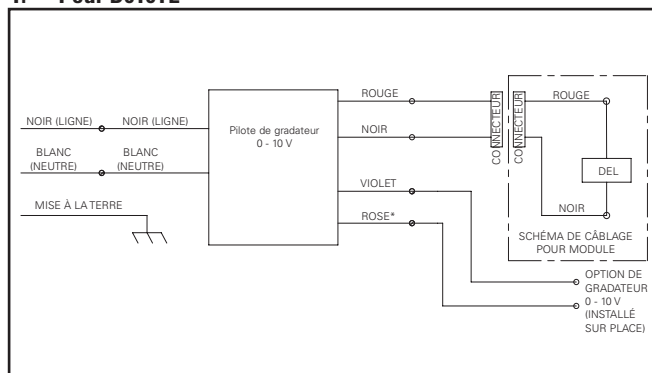 NOIR (LIGNE)
NOIR (LIGNE)
BLANC
(NEUTRE)
BLANC
(NEUTRE)
MISE À LA TERRE
Pilote de gradateur
0 - 10 V
ROUGE
NOIR
VIOLET
ROSE*
CONNECTEUR
CONNECTEUR
ROUGE
DEL
NOIR
SCHÉMA DE CÂBLAGE
POUR MODULE
OPTION DE
GRADATEUR
0 - 10 V
(INSTALLÉ
SUR PLACE)